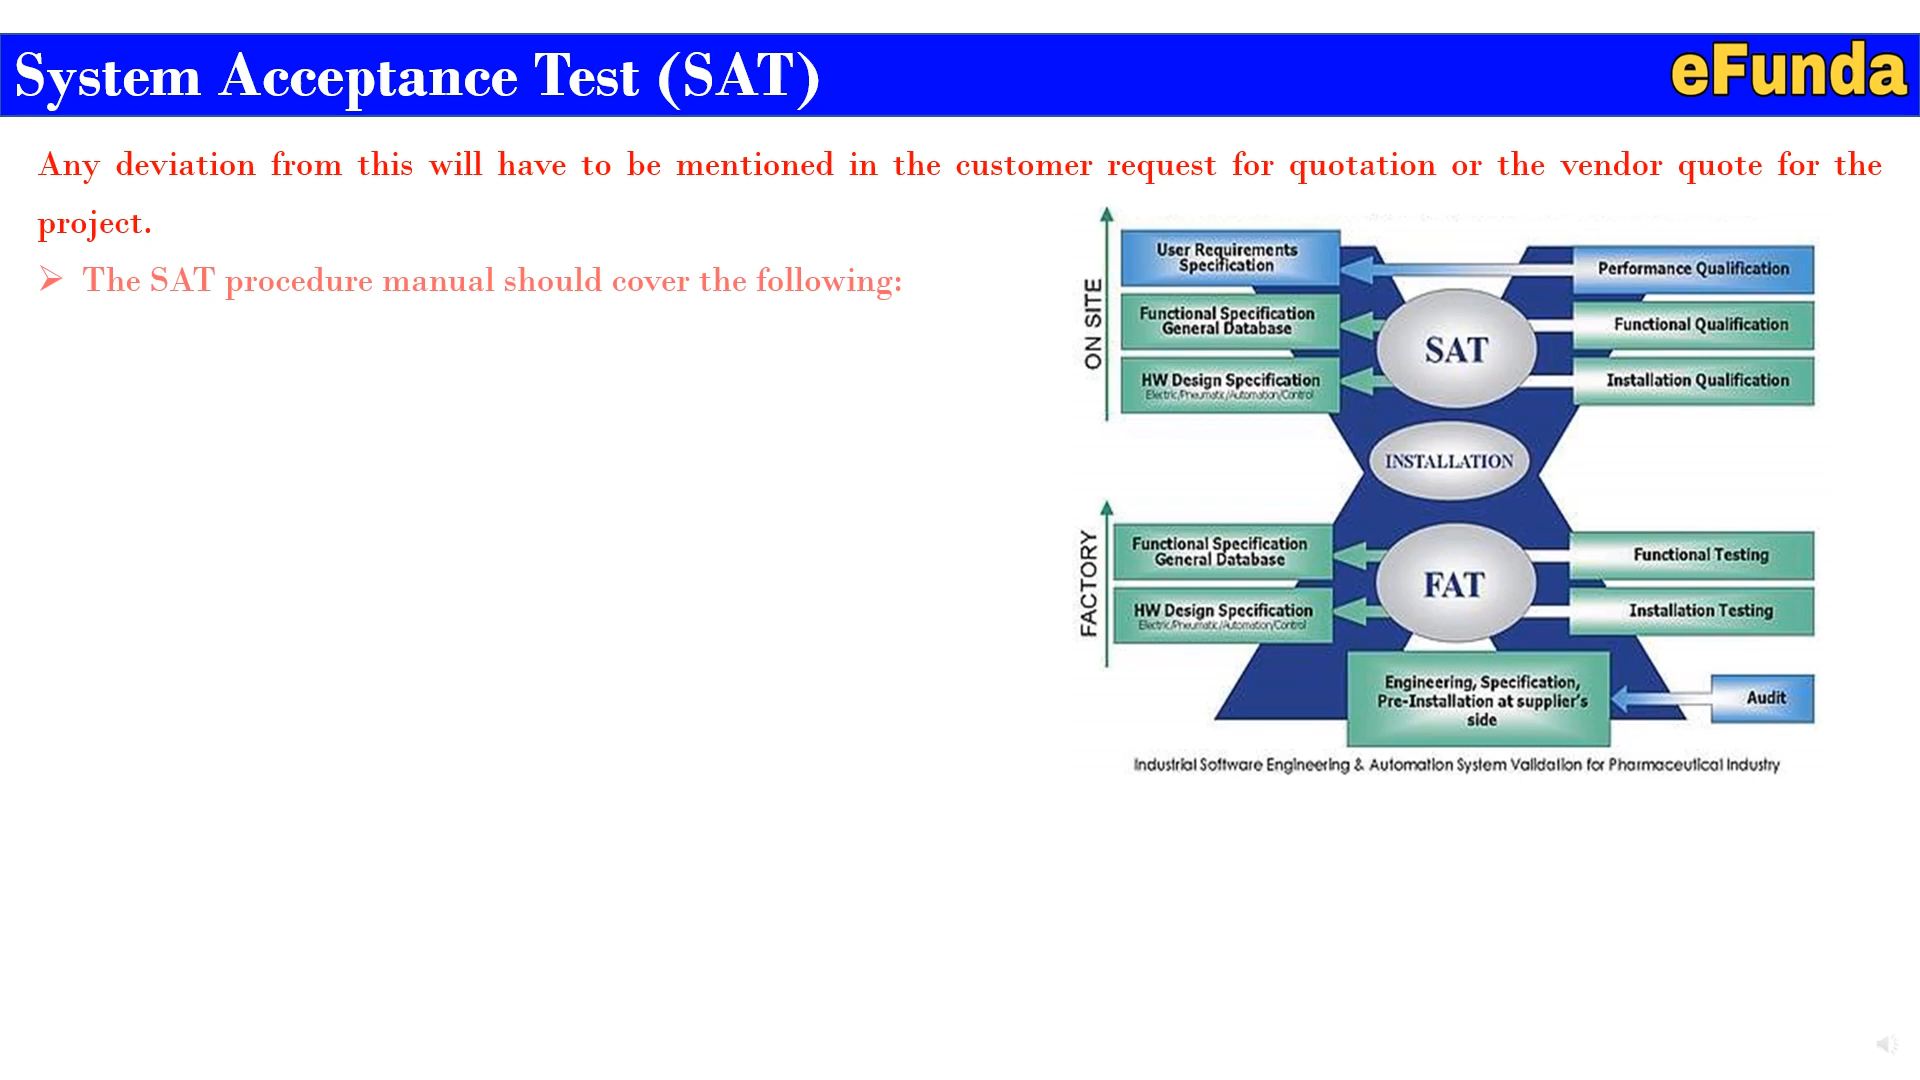 System Acceptance Test (SAT)
eFunda
Any deviation from this will have to be mentioned in the customer request for quotation or the vendor quote for the
project.
➢ The SAT procedure manual should cover the following:
ON SITE
User Requirements
Specification
Performance Qualification
Functional Specification
General Database
SAT
Functional Qualification
HW Design Specification
Electric/Pneumatic/Automation/Control
Installation Qualification
INSTALLATION
FACTORY
Functional Specification
General Database
FAT
Functional Testing
HW Design Specification
Electric/Pneumatic/Automation/Control
Installation Testing
Engineering, Specification,
Pre-Installation at supplier's
side
Audit
Industrial Software Engineering & Automation System Validation for Pharmaceutical Industry